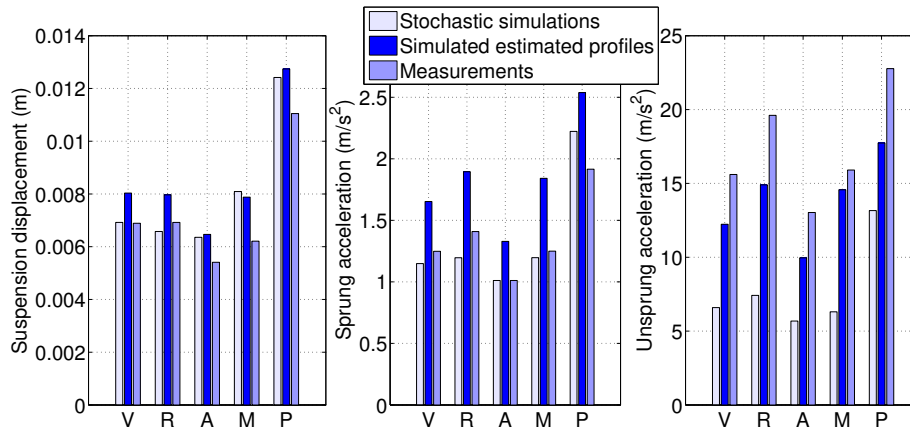 Stochastic simulations
Simulated estimated profiles
Measurements
Suspension displacement (m)
0.014
0.012
0.01
0.008
0.006
0.004
0.002
0
V R A M P
Sprung acceleration (m/s²)
2.5
2
1.5
1
0.5
0
V R A M P
Unsprung acceleration (m/s²)
25
20
15
10
5
0
V R A M P